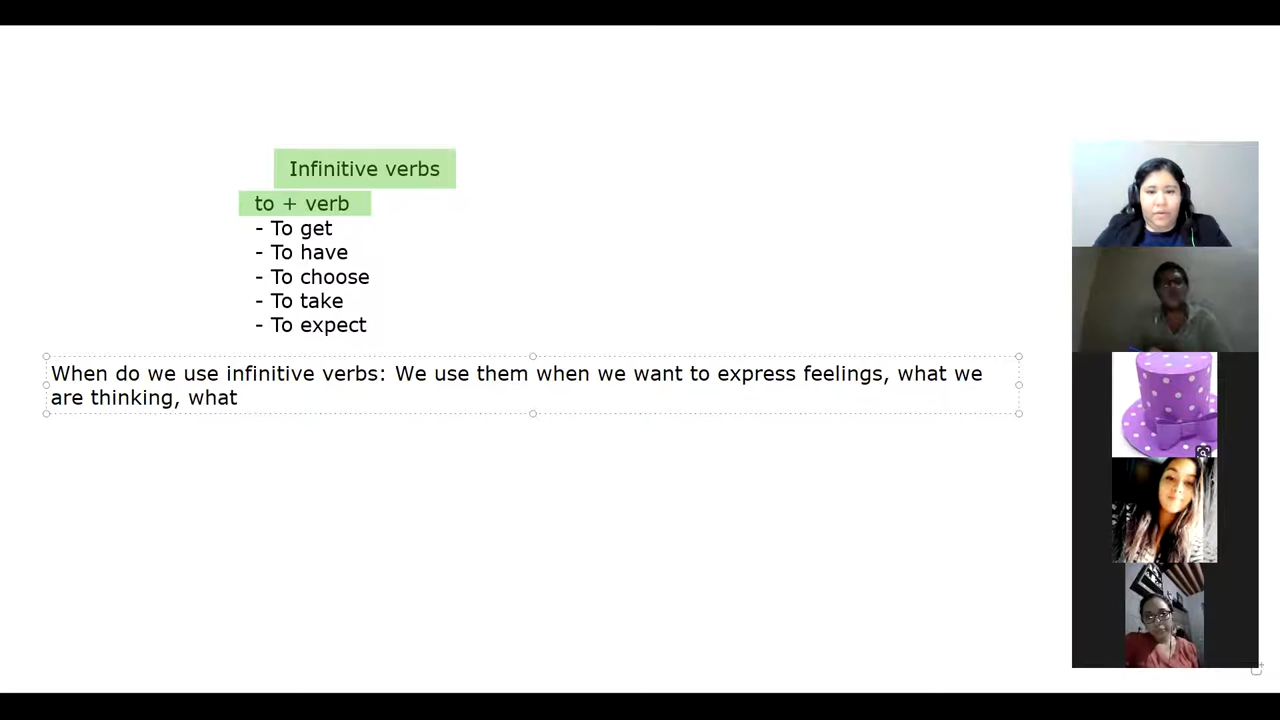 Infinitive verbs
to + verb
- To get
- To have
- To choose
- To take
- To expect
When do we use infinitive verbs: We use them when we want to express feelings, what we
are thinking, what